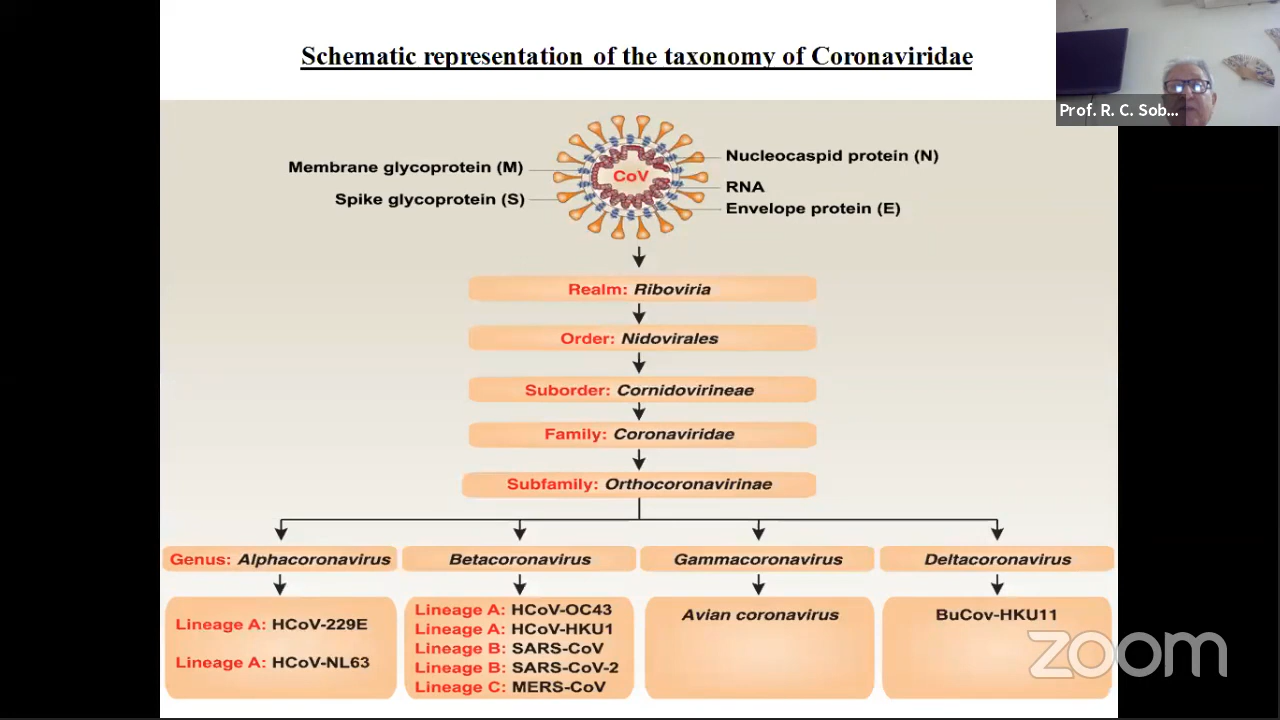 Schematic representation of the taxonomy of Coronaviridae
Prof. R. C. Sob...
Membrane glycoprotein (M)
Spike glycoprotein (S)
CoV
Nucleocaspid protein (N)
RNA
Envelope protein (E)
Realm: Riboviria
Order: Nidovirales
Suborder: Cornidovirineae
Family: Coronaviridae
Subfamily: Orthocoronavirinae
Genus: Alphacoronavirus
Betacoronavirus
Gammacoronavirus
Deltacoronavirus
Lineage A: HCoV-229E
Lineage A: HCoV-NL63
Lineage A: HCoV-OC43
Lineage A: HCoV-HKU1
Lineage B: SARS-CoV
Lineage B: SARS-CoV-2
Lineage C: MERS-CoV
Avian coronavirus
BuCov-HKU11
zoom